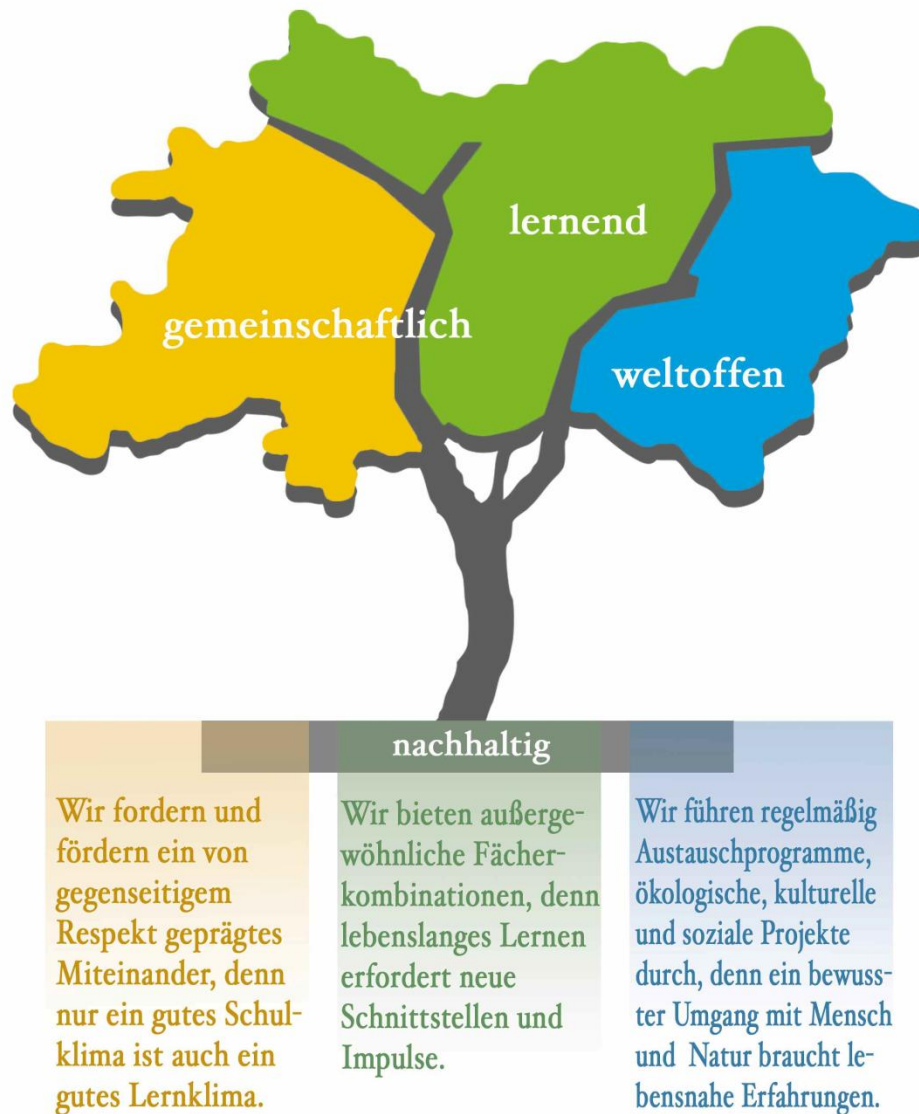 lernend
gemeinschaftlich
weltoffen
nachhaltig
Wir fordern und
fördern ein von
gegenseitigem
Respekt geprägtes
Miteinander, denn
nur ein gutes Schul-
klima ist auch ein
gutes Lernklima.
Wir bieten außerge-
wöhnliche Fächer-
kombinationen, denn
lebenslanges Lernen
erfordert neue
Schnittstellen und
Impulse.
Wir führen regelmäßig
Austauschprogramme,
ökologische, kulturelle
und soziale Projekte
durch, denn ein bewuss-
ter Umgang mit Mensch
und Natur braucht le-
bensnahe Erfahrungen.